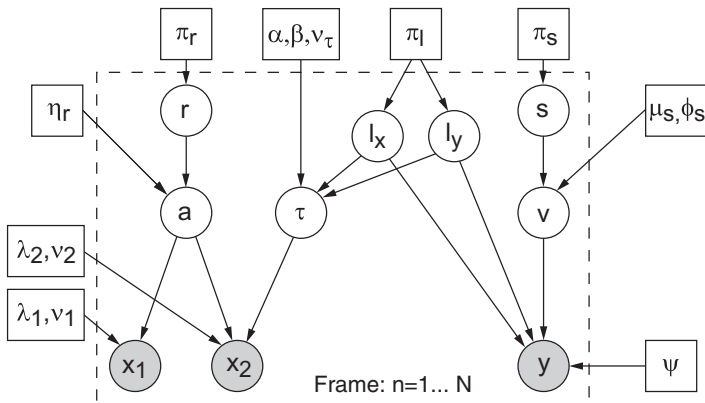 π_r
α,β,ν_τ
π_l
π_s
η_r
r
l_x
l_y
s
μ_s,ϕ_s
a
τ
v
λ_2,ν_2
λ_1,ν_1
x_1
x_2
y
ψ
Frame: n=1... N